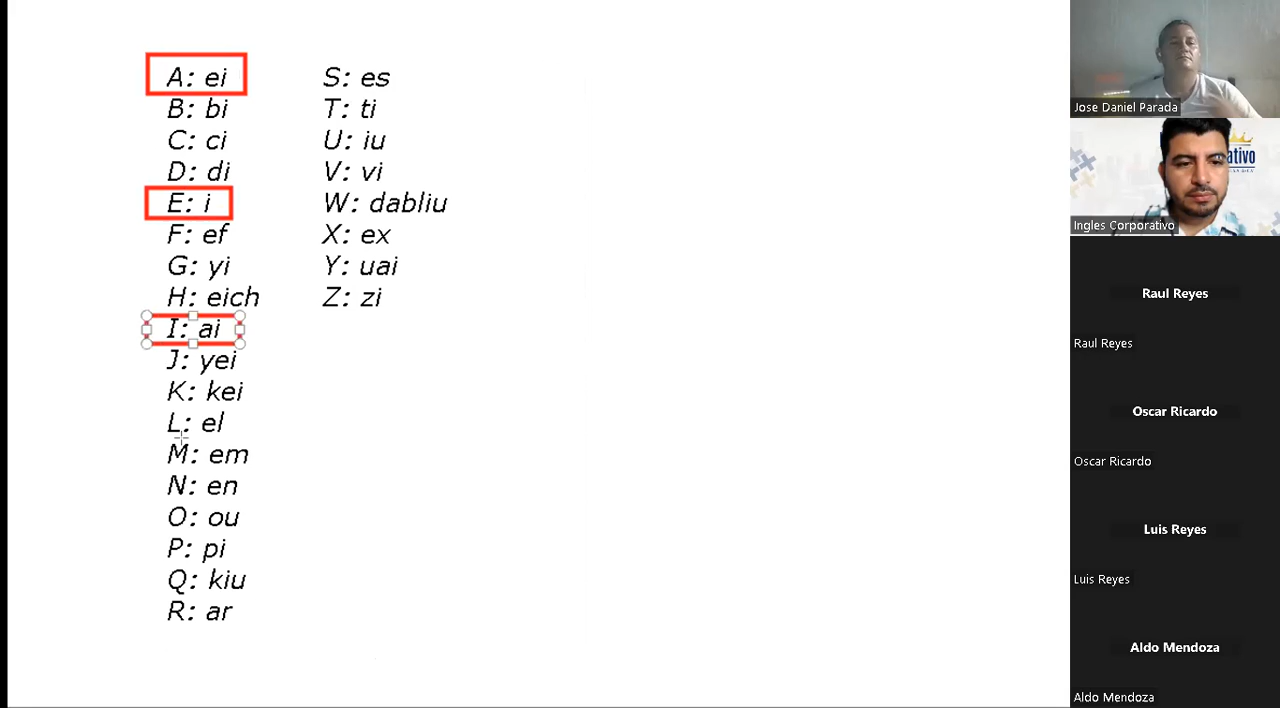 A: ei
B: bi
C: ci
D: di
E: i
F: ef
G: yi
H: eich
I: ai
J: yei
K: kei
L: el
M: em
N: en
O: ou
P: pi
Q: kiu
R: ar
S: es
T: ti
U: iu
V: vi
W: dabliu
X: ex
Y: uai
Z: zi
Jose Daniel Parada
ativo
Ingles Corporativo
Raul Reyes
Raul Reyes
Oscar Ricardo
Oscar Ricardo
Luis Reyes
Luis Reyes
Aldo Mendoza
Aldo Mendoza